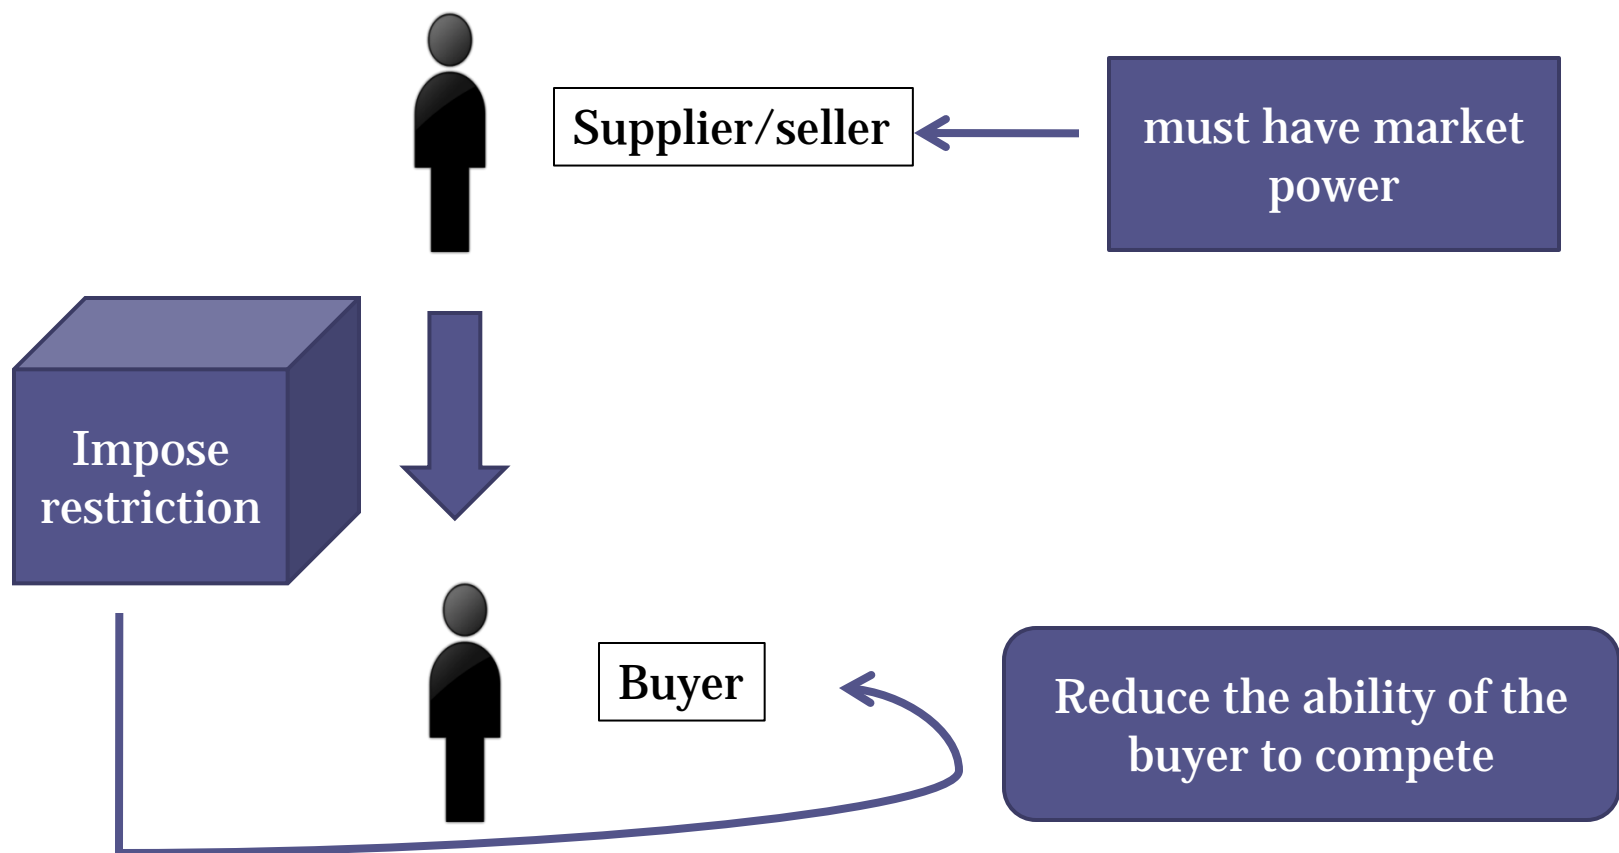 Supplier/seller
must have market
power
Impose
restriction
Buyer
Reduce the ability of the
buyer to compete